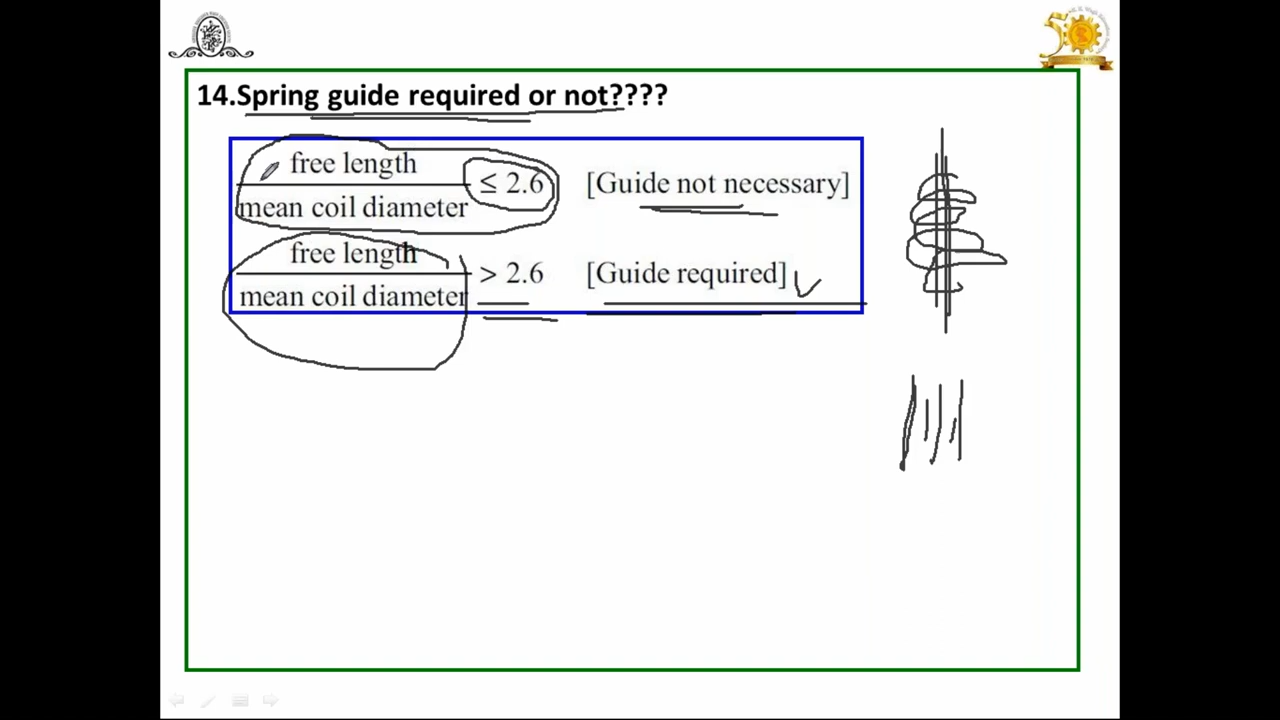 14.Spring guide required or not????
free length
mean coil diameter ≤ 2.6 [Guide not necessary]
free length
mean coil diameter > 2.6 [Guide required]